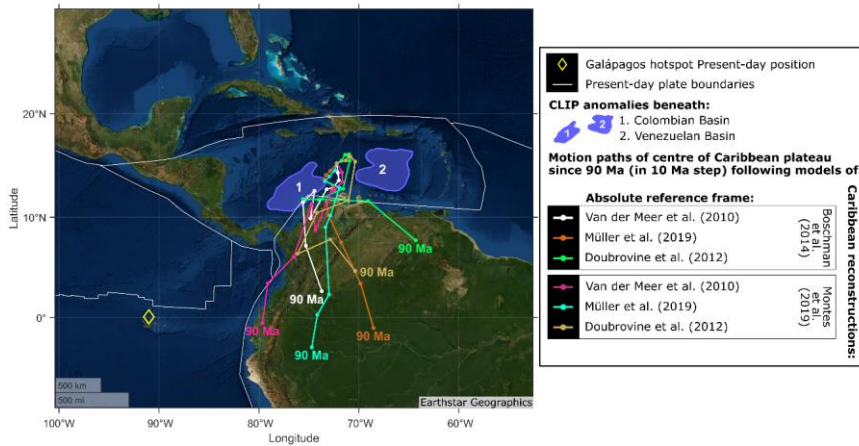 20°N
10°N
0°
Latitude
100°W
90°W
80°W
70°W
60°W
Longitude
1
2
90 Ma
90 Ma
90 Ma
90 Ma
90 Ma
90 Ma
500 km
500 mi
Earthstar Geographics
Galápagos hotspot Present-day position
Present-day plate boundaries
CLIP anomalies beneath:
1
2
1. Colombian Basin
2. Venezuelan Basin
Motion paths of centre of Caribbean plateau
since 90 Ma (in 10 Ma step) following models of
Absolute reference frame:
Van der Meer et al. (2010)
Müller et al. (2019)
Doubrovine et al. (2012)
Boschman
et al.
(2014)
Van der Meer et al. (2010)
Müller et al. (2019)
Doubrovine et al. (2012)
Montes
et al.
(2019)
Caribbean reconstructions: